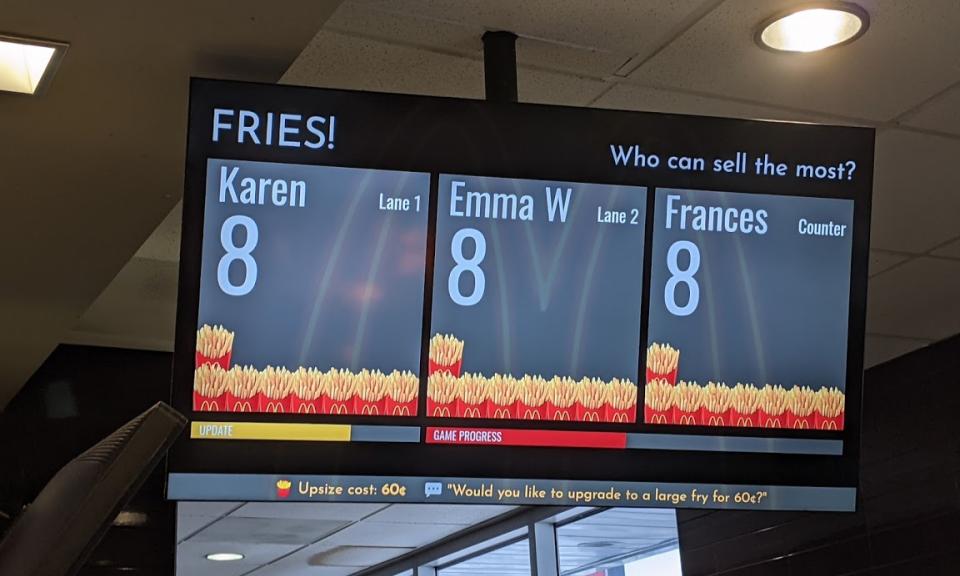 FRIES!
Who can sell the most?
Karen
Lane 1
8
Emma W
Lane 2
8
Frances
Counter
8
UPDATE
GAME PROGRESS
Upsize cost: 60¢
"Would you like to upgrade to a large fry for 60¢?"